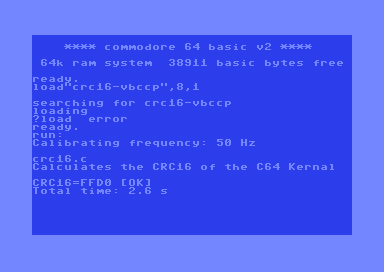 **** commodore 64 basic v2 ****
64k ram system  38911 basic bytes free
ready.
load"crc16-vbccp",8,1
searching for crc16-vbccp
loading
?load  error
ready.
run:
Calibrating frequency: 50 Hz
crc16.c
Calculates the CRC16 of the C64 Kernal
CRC16=FFD0 [OK]
Total time: 2.6 s